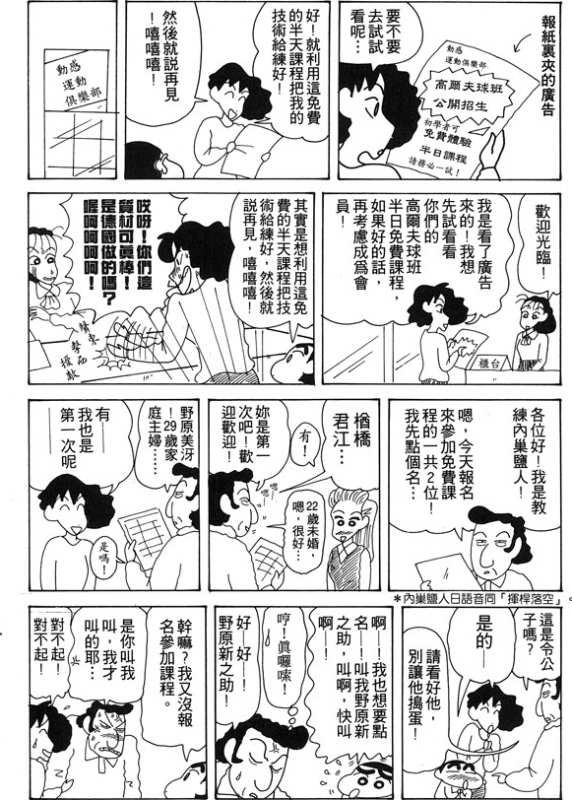 報紙裏夾的廣告
動感
運動俱樂部
高爾夫球班
公開招生
初學者可
免費體驗
半日課程
請務必一試!
要不要
去試試
看呢…
好!就利用這免費
的半天課程把我的
技術給練好!
然後就說再見
!嘻嘻嘻!
動感
運動
俱樂部
歡迎光臨!
我是看了廣告
來的!我想
先試看看
你們的
高爾夫球班
半日免費課程,
如果好的話,
再考慮成為會
員!
櫃台
其實是想利用這免
費的半天課程把技
術給練好,然後就
說再見,嘻嘻嘻!
哎呀!你們這
質材可真棒!
是德國做的嗎?
喔呵呵呵呵!
各位好!我是教
練內巢鹽人!
嗯,今天報名
來參加免費課
程的一共2位!
我先點個名…
楢橋
君江…
有!
22歲未婚
,嗯,很好…
嗯…
妳是第一
次吧!歡
迎歡迎!
野原美冴
!29歲家
庭主婦……
有——
我也是
第一次呢
是嗎!
*內巢鹽人日語音同「揮桿落空」。
這是令公
子嗎?
是的——
請看好他,
別讓他搗蛋!
啊!我也想要點
名!叫我野原新
之助,叫啊,快叫
啊!
哼!真囉嗦!
好!好!
野原新之助!
幹嘛?我又沒報
名參加課程。
是你叫我
叫,我才
叫的耶…
對不起!
對不起!